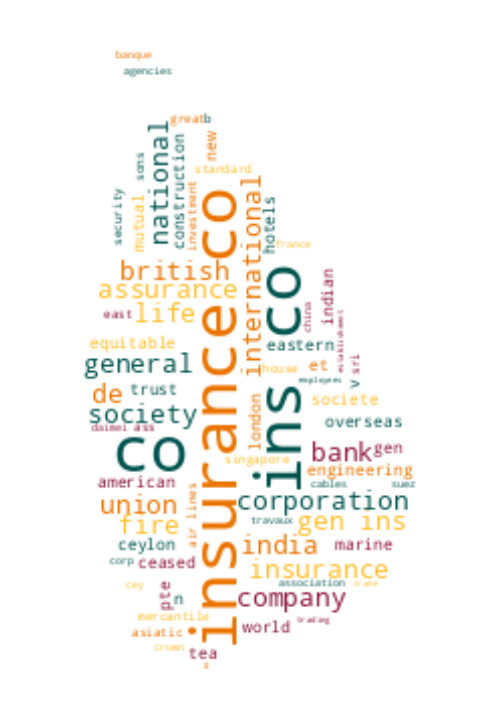 banque
agencies
great
b
new
national
construction
sons
standard
security
mutual
investment
international
hotels
france
insurance co
ins co
british
assurance
indian
china
establishment
east
life
equitable
eastern
general
house
et
sri
v
employees
de
trust
societe
society
london
overseas
daimei
ass
co
bank
gen
singapore
engineering
american
cables
suez
union
corporation
air lines
fire
travaux
gen ins
ceylon
india
marine
corp
ceased
insurance
cey
association
trade
pte
n
company
mercantile
trading
asiatic
world
crown
tea